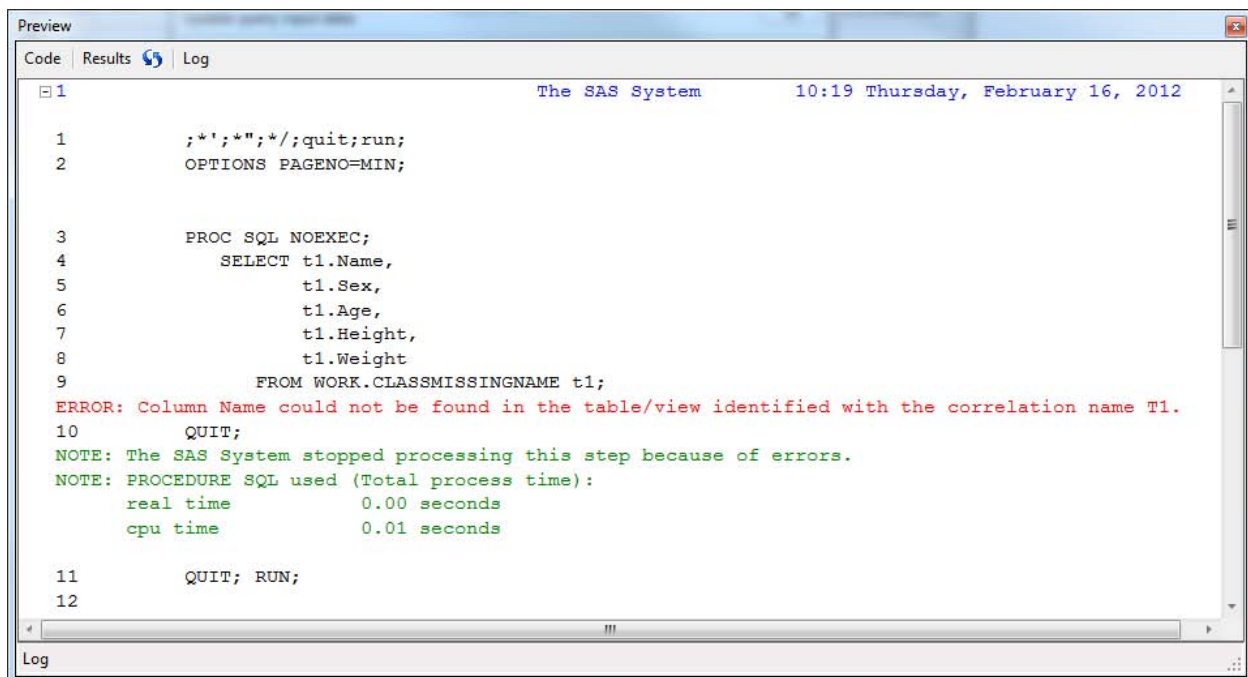 Preview
Code Results Log
1 The SAS System 10:19 Thursday, February 16, 2012
1 ;*';*";*/;quit;run;
2 OPTIONS PAGENO=MIN;
3 PROC SQL NOEXEC;
4 SELECT t1.Name,
5 t1.Sex,
6 t1.Age,
7 t1.Height,
8 t1.Weight
9 FROM WORK.CLASSMISSINGNAME t1;
ERROR: Column Name could not be found in the table/view identified with the correlation name T1.
10 QUIT;
NOTE: The SAS System stopped processing this step because of errors.
NOTE: PROCEDURE SQL used (Total process time):
real time 0.00 seconds
cpu time 0.01 seconds
11 QUIT; RUN;
12
Log